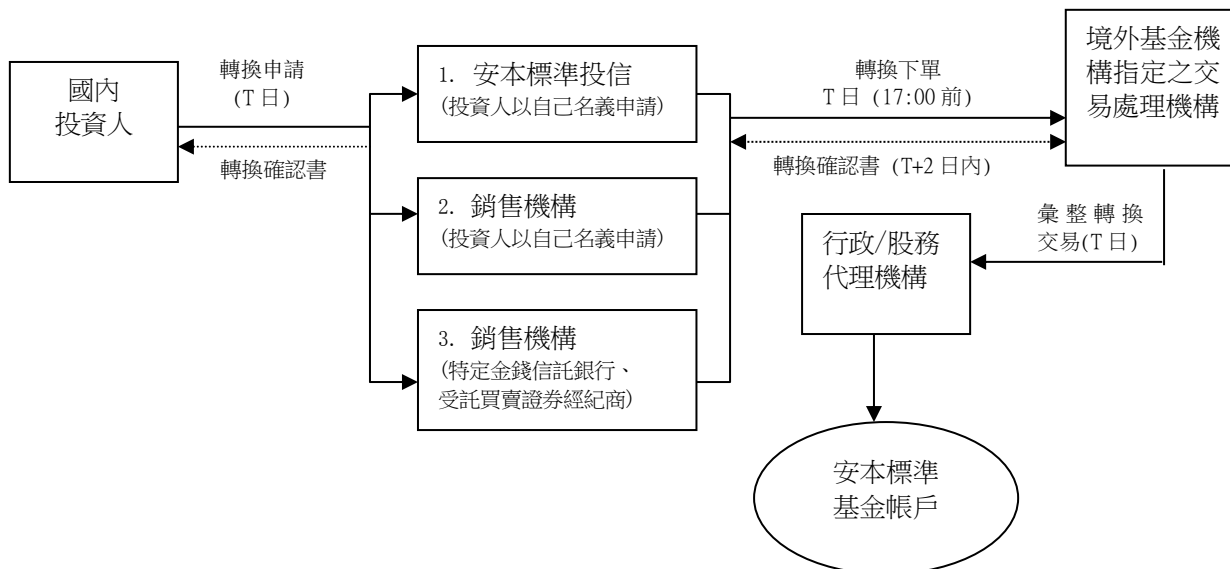 國內
投資人
轉換申請
(T 日)
轉換確認書
1. 安本標準投信
(投資人以自己名義申請)
2. 銷售機構
(投資人以自己名義申請)
3. 銷售機構
(特定金錢信託銀行、
受託買賣證券經紀商)
轉換下單
T 日 (17:00 前)
轉換確認書 (T+2 日內)
境外基金機
構指定之交
易處理機構
彙整轉換
交易(T 日)
行政/股務
代理機構
安本標準
基金帳戶